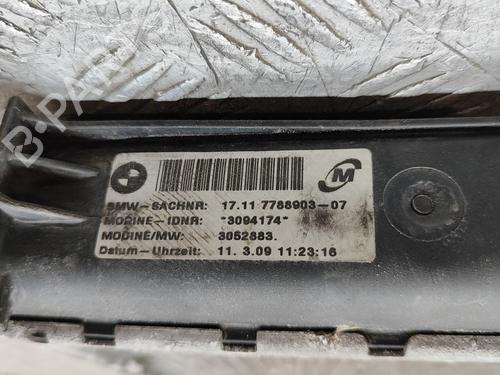 B-PARTS
BMW-SACHNR: 17.11 7788903-07
MODINE-IDNR: *3094174*
MODINE/MW: 3052883.
Datum-Uhrzeit: 11. 3.09 11:23:16